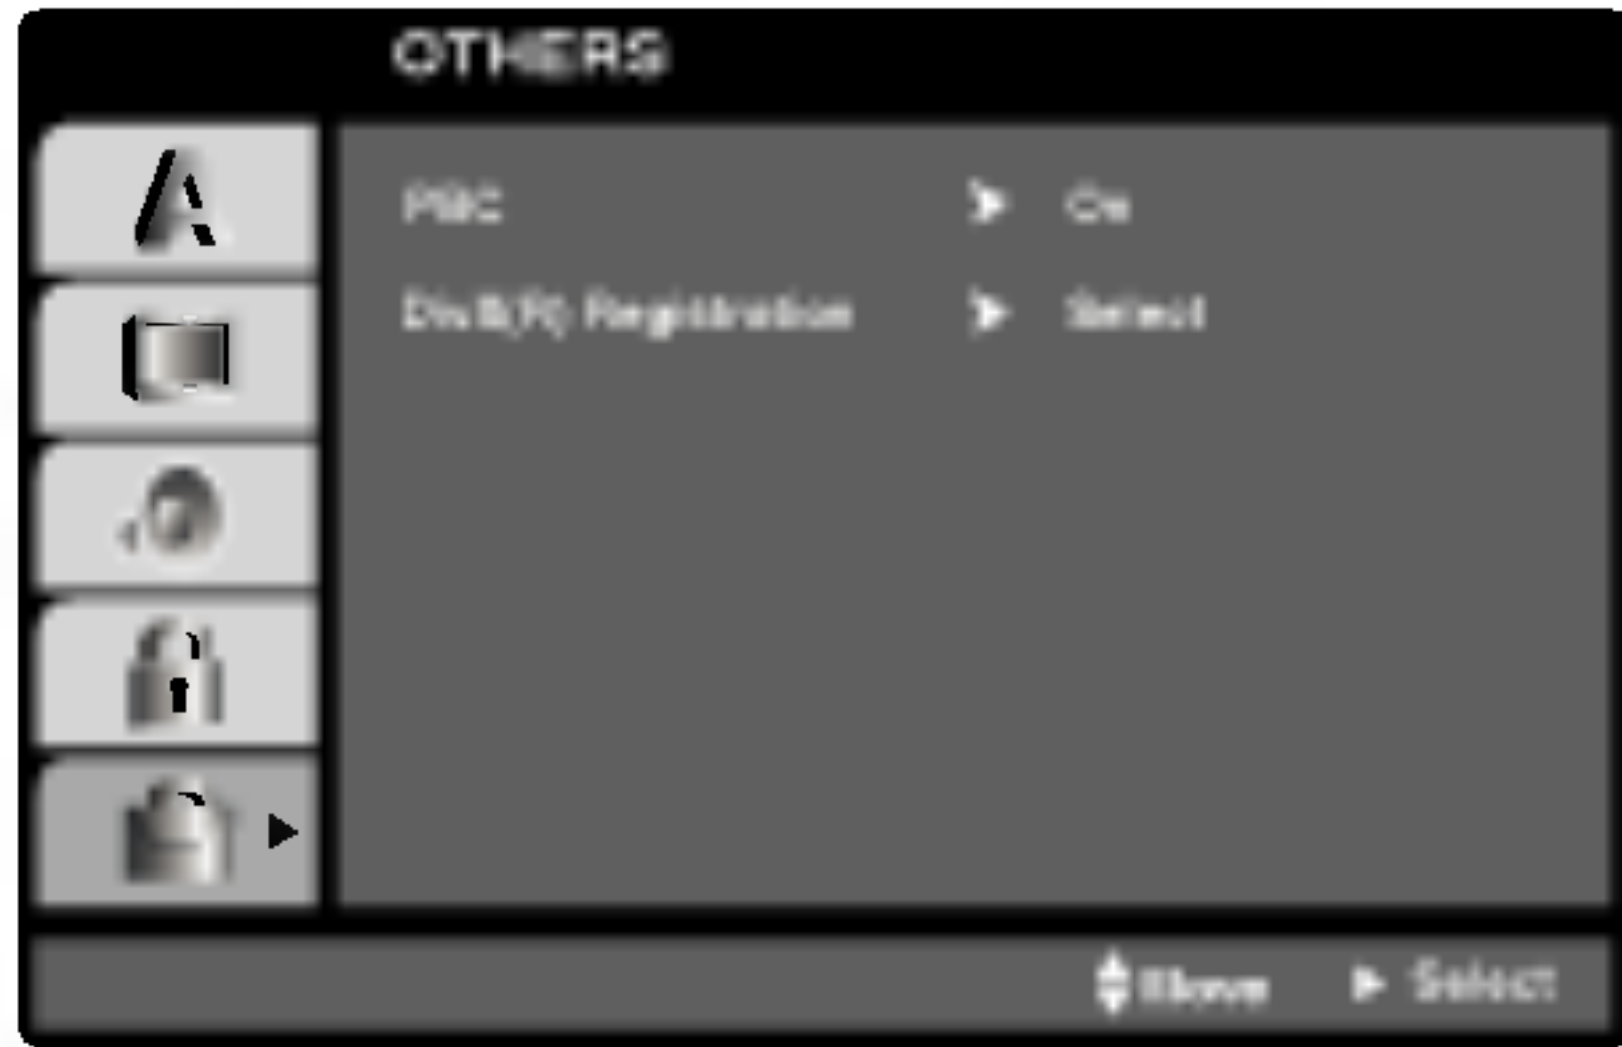 OTHERS
PBC
On
DivX(R) Registration
Select
Move
Select